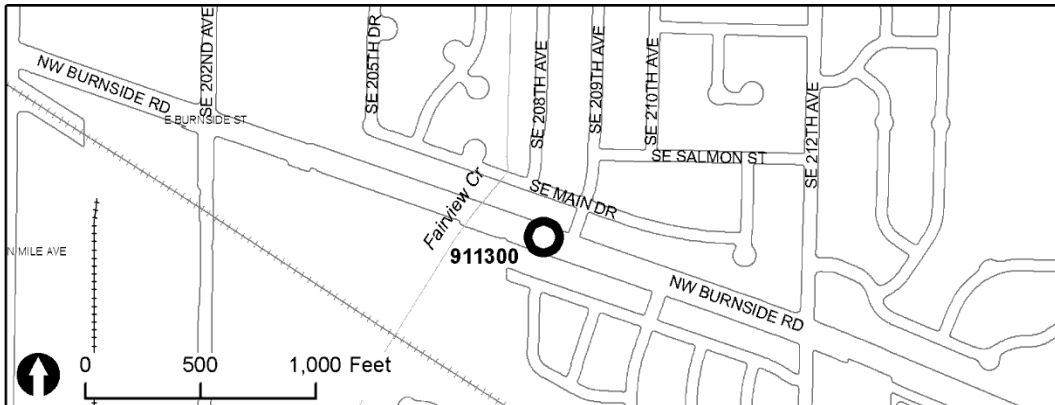 NW BURNSIDE RD
SE 202ND AVE
E BURNSIDE ST
SE 205TH DR
SE 208TH AVE
SE 209TH AVE
SE 210TH AVE
SE 212TH AVE
SE SALMON ST
SE MAIN DR
Fairview Cr
911300
N MILE AVE
NW BURNSIDE RD
0 500 1,000 Feet